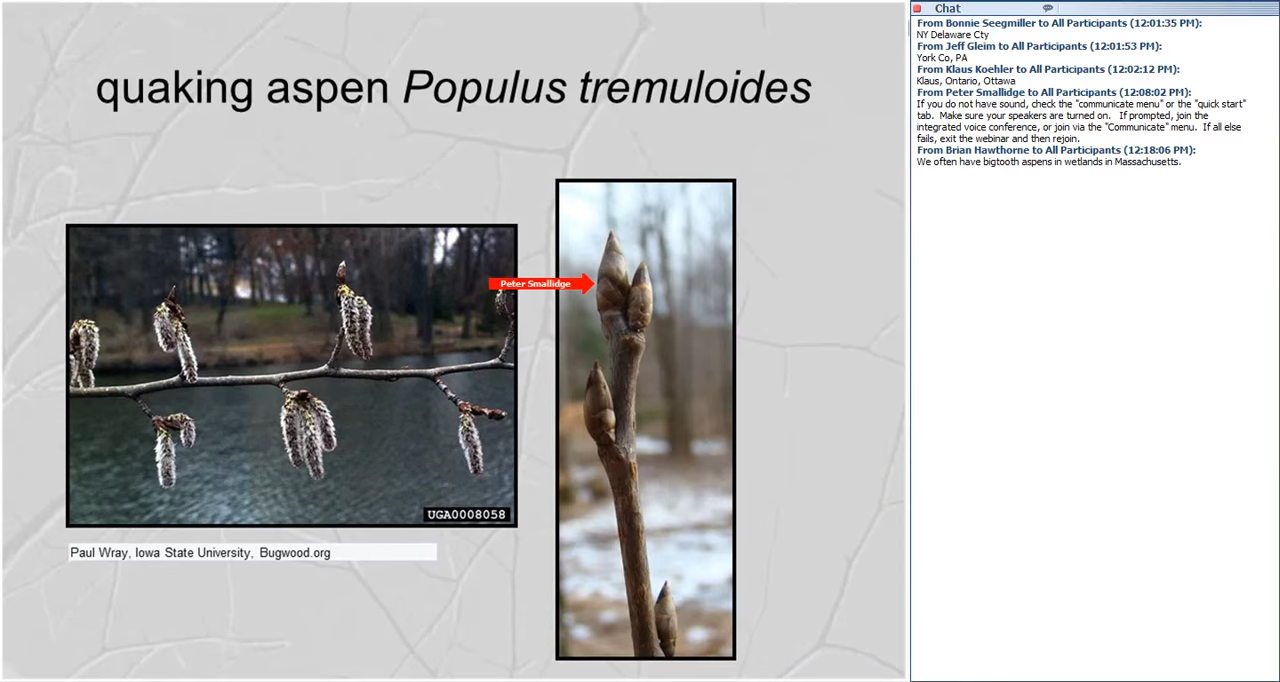 quaking aspen Populus tremuloides
Peter Smallidge
UGA0008058
Paul Wray, Iowa State University, Bugwood.org
Chat
From Bonnie Seegmiller to All Participants (12:01:35 PM):
NY Delaware Cty
From Jeff Gleim to All Participants (12:01:53 PM):
York Co, PA
From Klaus Koehler to All Participants (12:02:12 PM):
Klaus, Ontario, Ottawa
From Peter Smallidge to All Participants (12:08:02 PM):
If you do not have sound, check the "communicate menu" or the "quick start"
tab. Make sure your speakers are turned on. If prompted, join the
integrated voice conference, or join via the "Communicate" menu. If all else
fails, exit the webinar and then rejoin.
From Brian Hawthorne to All Participants (12:18:06 PM):
We often have bigtooth aspens in wetlands in Massachusetts.